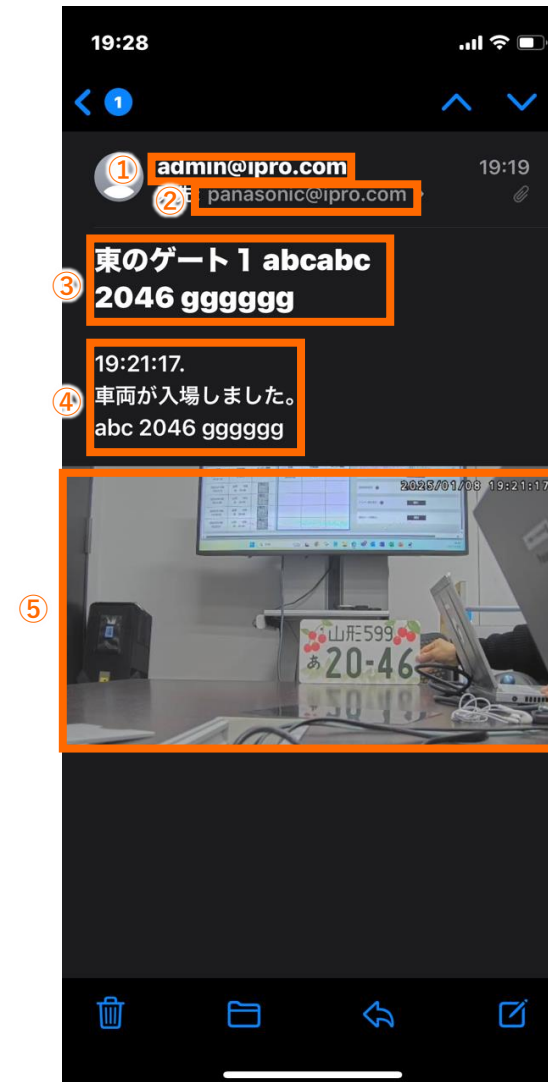 19:28
1
① admin@ipro.com 19:19
② panasonic@ipro.com
③
東のゲート1 abcabc
2046 gggggg
④
19:21:17.
車両が入場しました。
abc 2046 gggggg
⑤
2025/01/08 19:21:17
山形599
あ 20-46